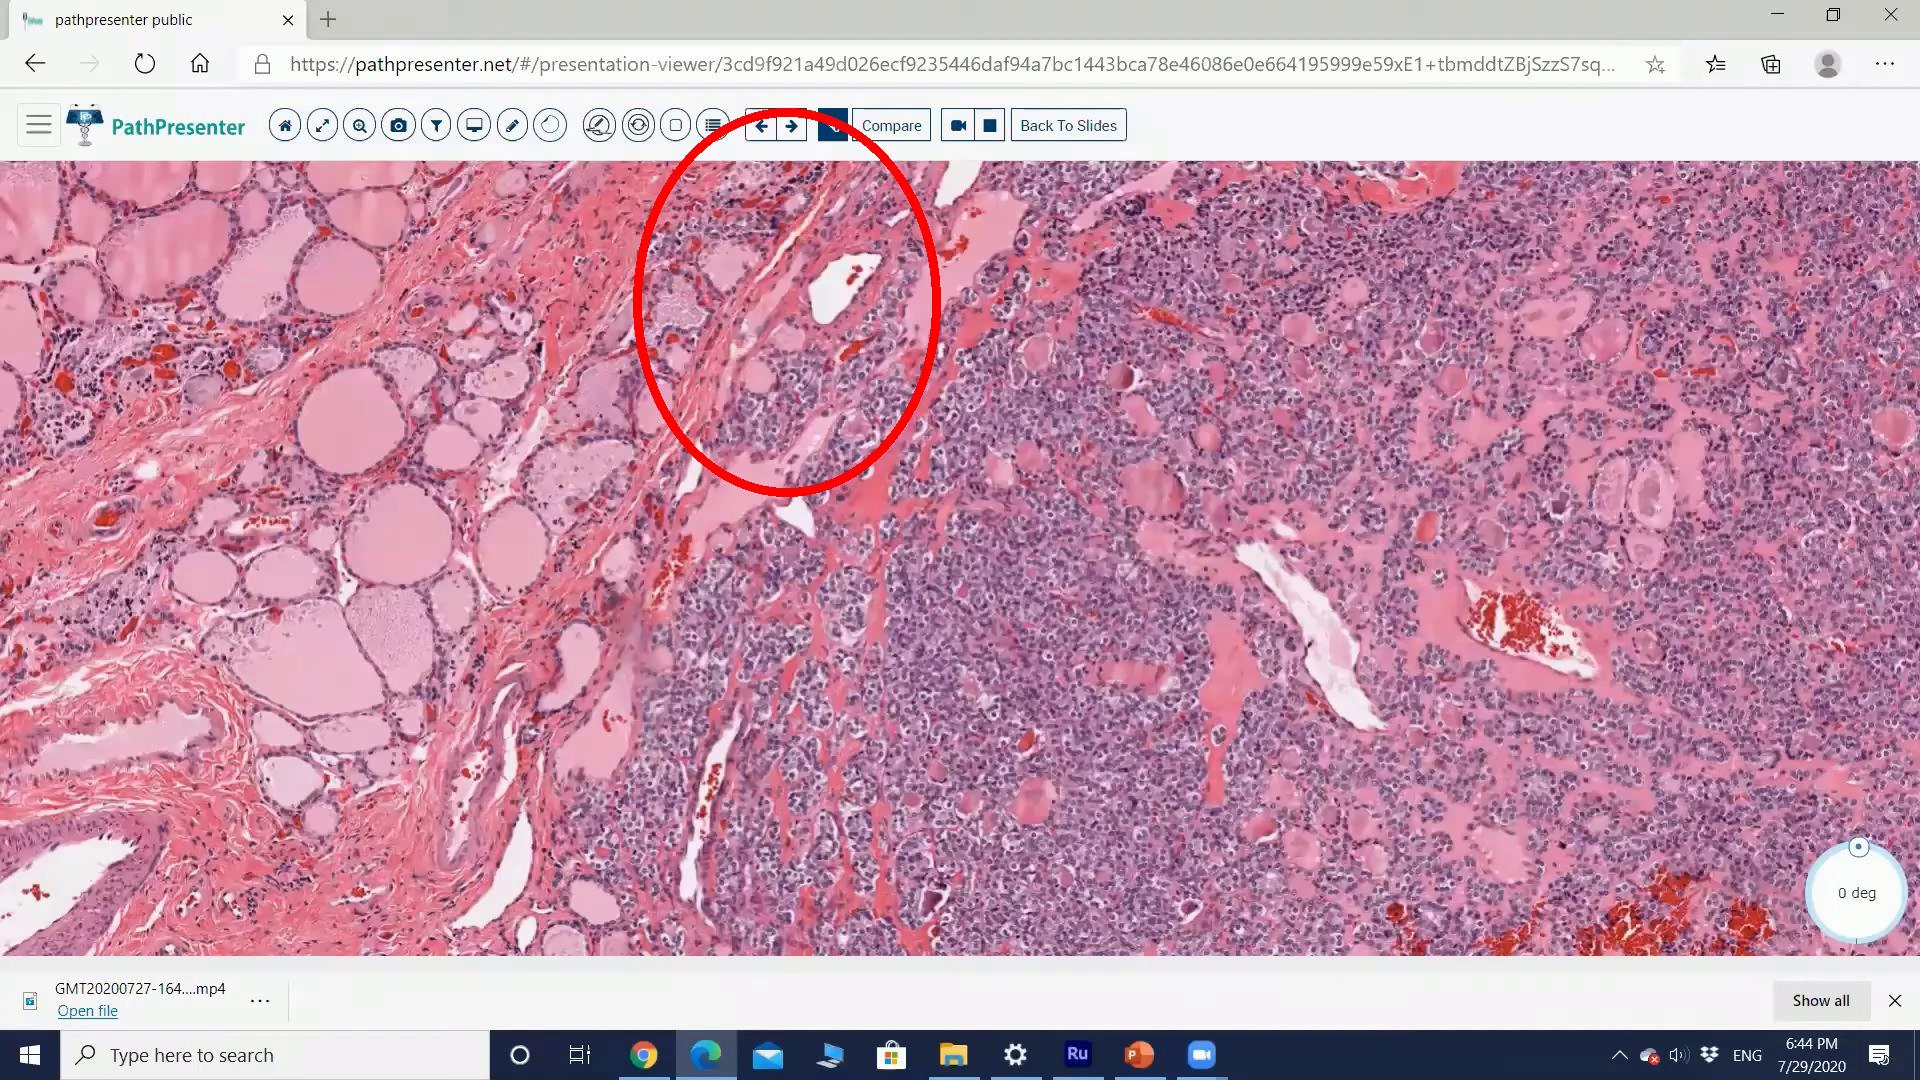 pathpresenter public
https://pathpresenter.net/#/presentation-viewer/3cd9f921a49d026ecf9235446daf94a7bc1443bca78e46086e0e664195999e59xE1+tbmddtZBjSzzS7sq...
PathPresenter
Compare
Back To Slides
0 deg
GMT20200727-164....mp4
Open file
Show all
Type here to search
Ru
ENG
6:44 PM
7/29/2020